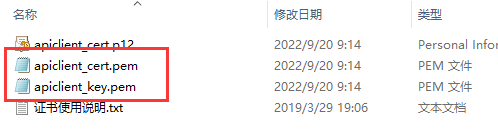 名称 修改日期 类型
apiclient_cert.p12 2022/9/20 9:14 Personal Infor
apiclient_cert.pem 2022/9/20 9:14 PEM 文件
apiclient_key.pem 2022/9/20 9:14 PEM 文件
证书使用说明.txt 2019/3/29 19:06 文本文档